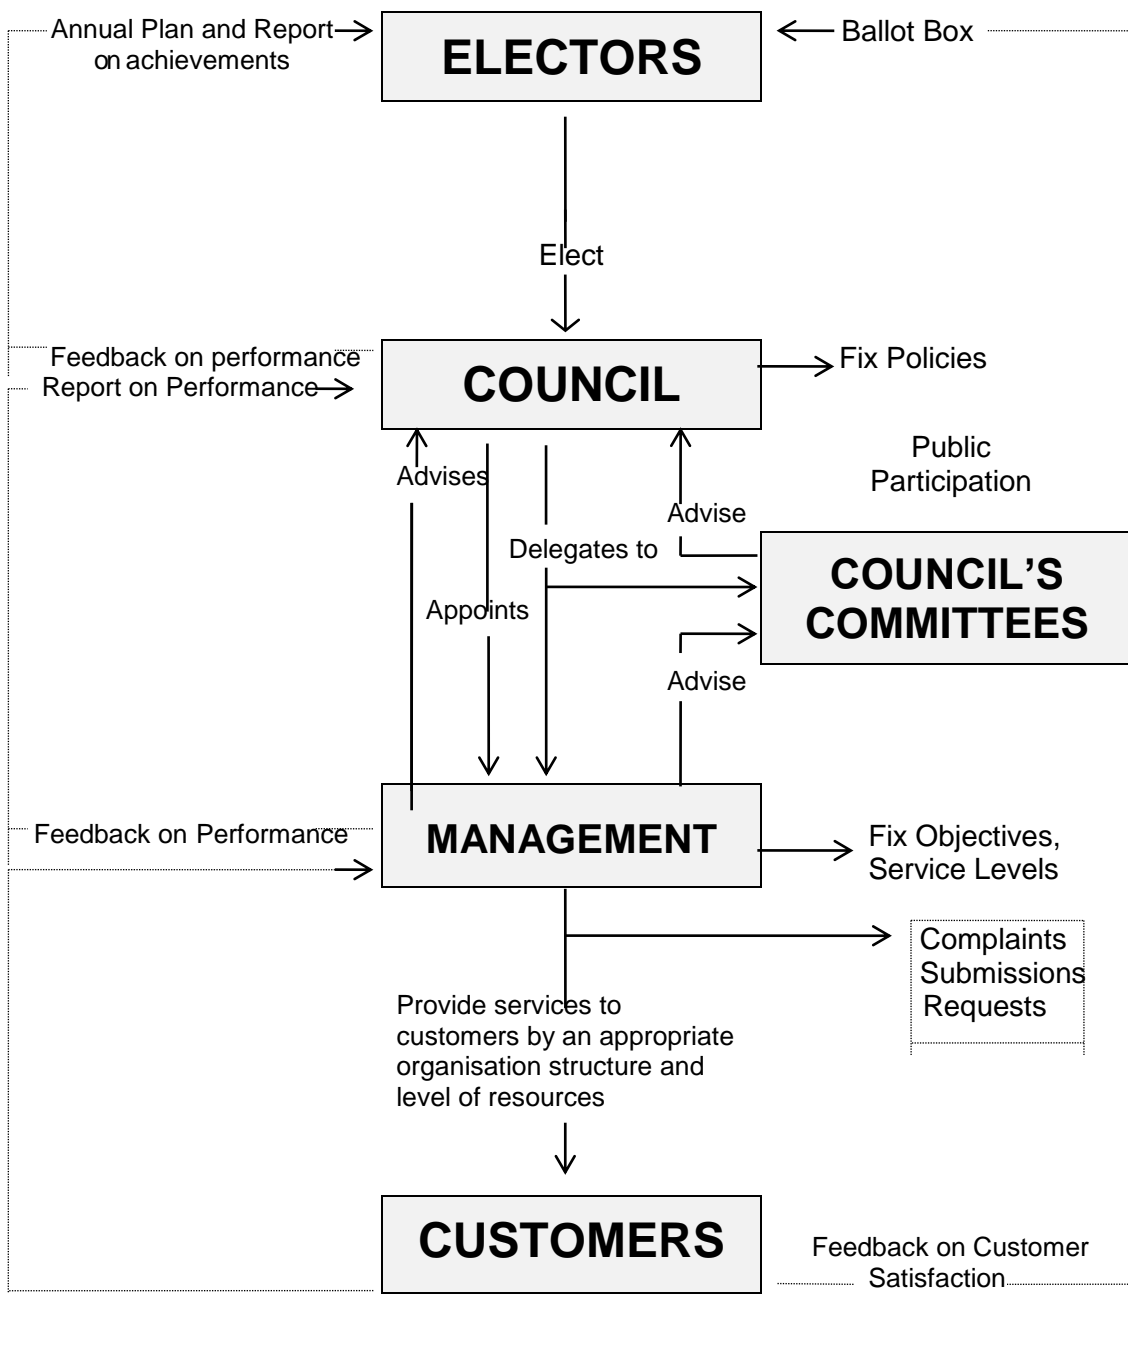 Annual Plan and Report
on achievements
ELECTORS
Ballot Box
Elect
Feedback on performance
Report on Performance
COUNCIL
Fix Policies
Public
Participation
Advises
Advise
Delegates to
COUNCIL’S
COMMITTEES
Appoints
Advise
Feedback on Performance
MANAGEMENT
Fix Objectives,
Service Levels
Complaints
Submissions
Requests
Provide services to
customers by an appropriate
organisation structure and
level of resources
CUSTOMERS
Feedback on Customer
Satisfaction